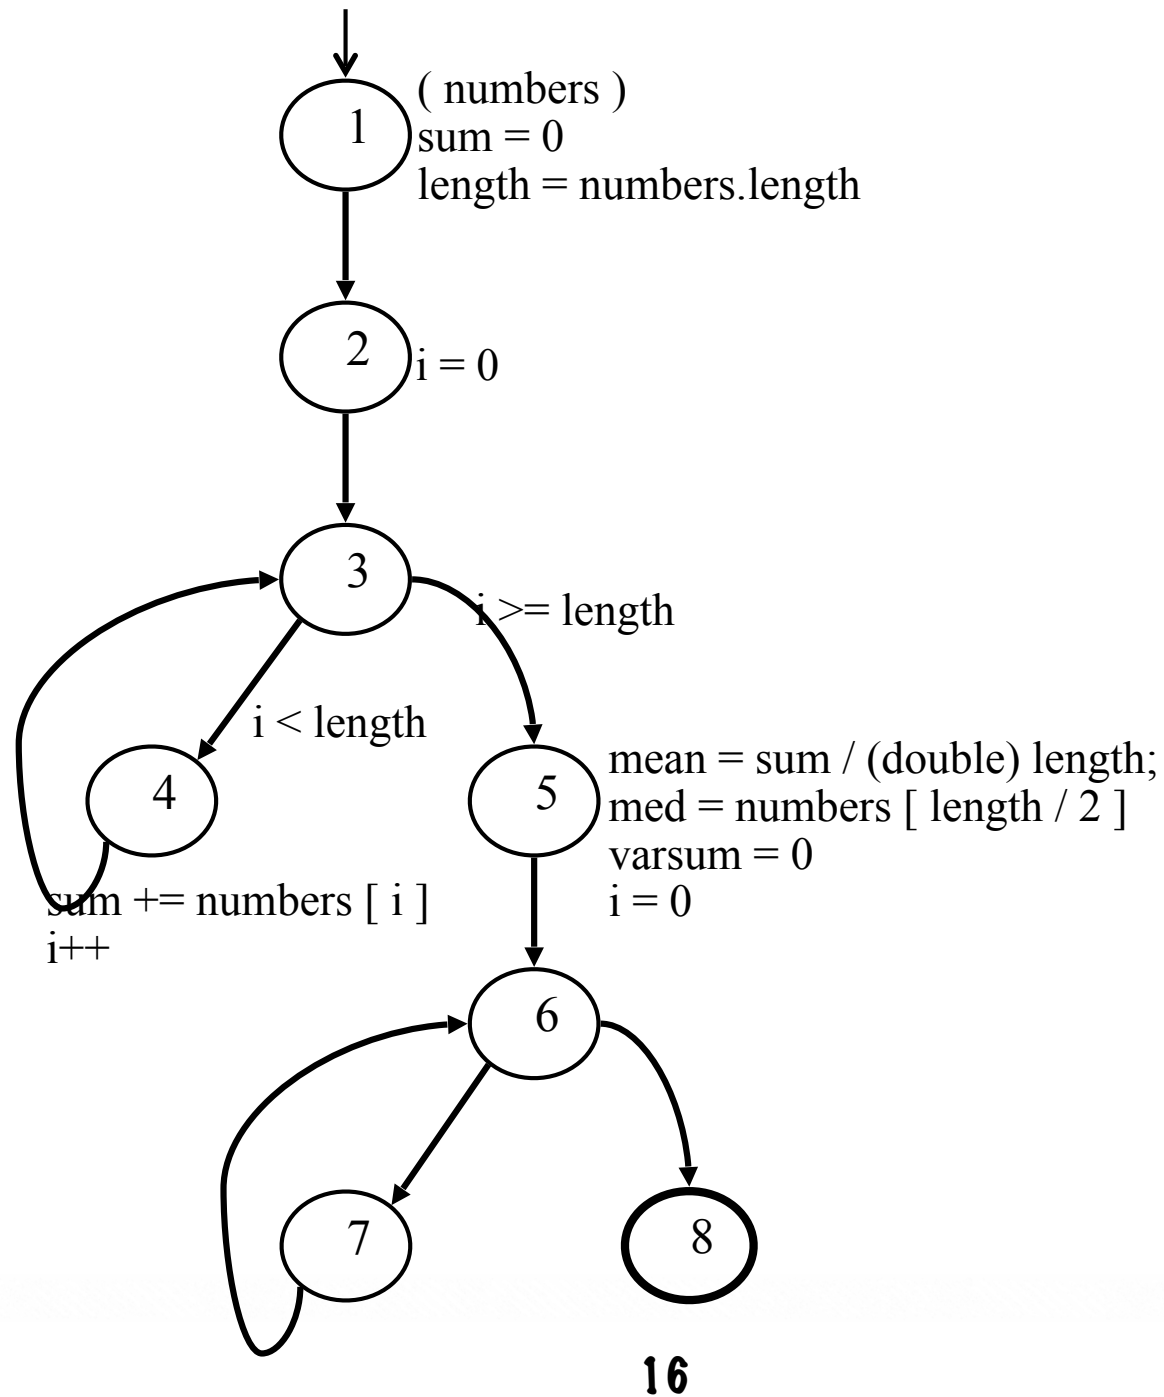 1
( numbers )
sum = 0
length = numbers.length
2
i = 0
3
i >= length
i < length
4
sum += numbers [ i ]
i++
5
mean = sum / (double) length;
med = numbers [ length / 2 ]
varsum = 0
i = 0
6
7
8
16